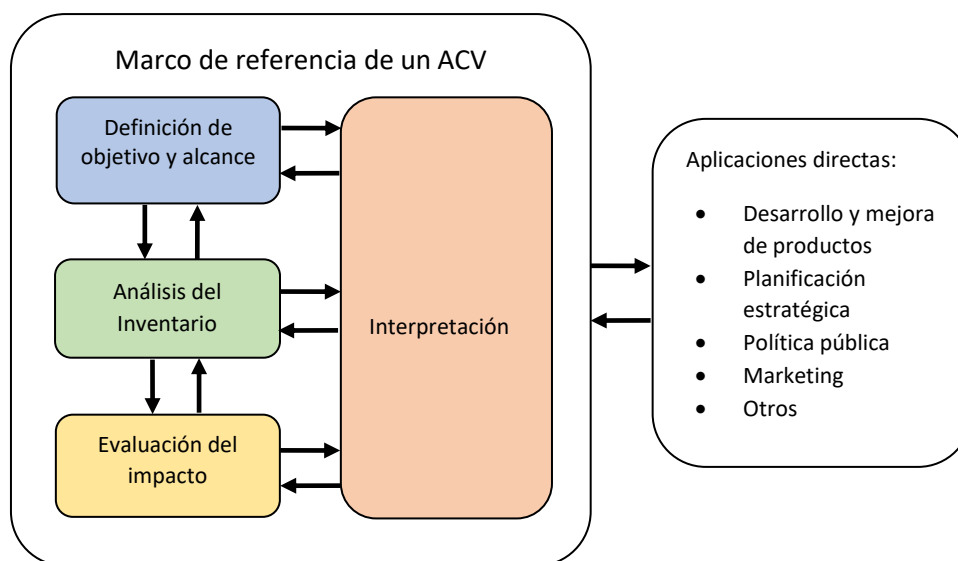 Marco de referencia de un ACV
Definición de
objetivo y alcance
Análisis del
Inventario
Evaluación del
impacto
Interpretación
Aplicaciones directas:
• Desarrollo y mejora
de productos
• Planificación
estratégica
• Política pública
• Marketing
• Otros